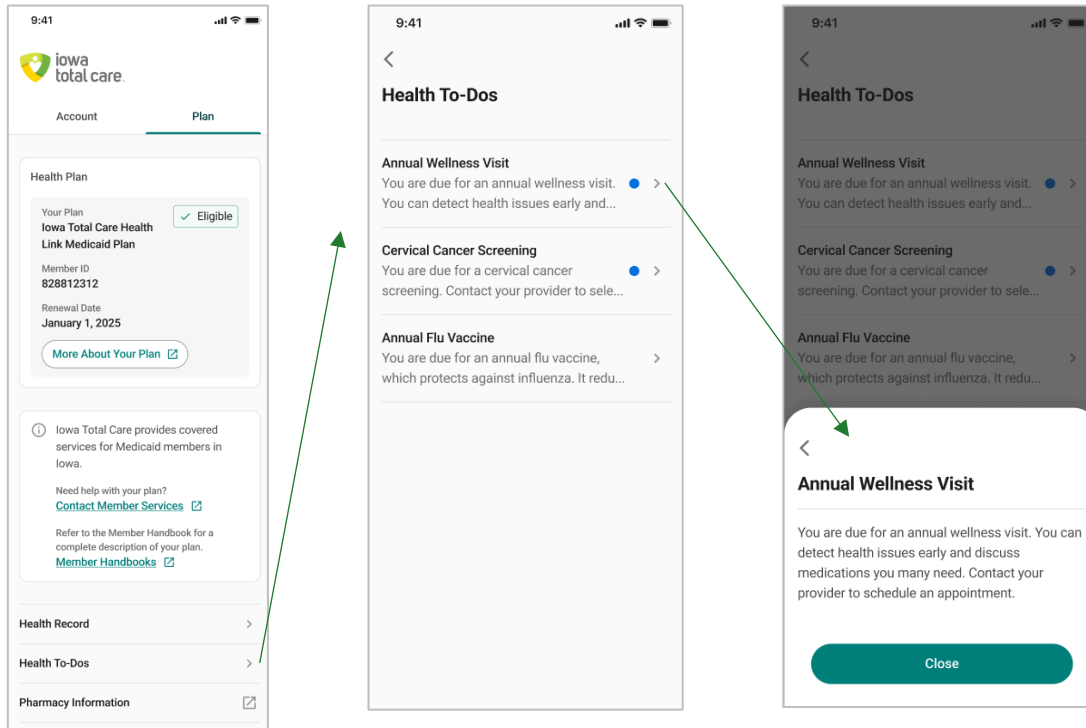 9:41
iowa
total care.
Account
Plan
Health Plan
Your Plan
Iowa Total Care Health
Link Medicaid Plan
Eligible
Member ID
828812312
Renewal Date
January 1, 2025
More About Your Plan
Iowa Total Care provides covered
services for Medicaid members in
Iowa.
Need help with your plan?
Contact Member Services
Refer to the Member Handbook for a
complete description of your plan.
Member Handbooks
Health Record
Health To-Dos
Pharmacy Information
9:41
Health To-Dos
Annual Wellness Visit
You are due for an annual wellness visit.
You can detect health issues early and...
Cervical Cancer Screening
You are due for a cervical cancer
screening. Contact your provider to sele...
Annual Flu Vaccine
You are due for an annual flu vaccine,
which protects against influenza. It redu...
9:41
Health To-Dos
Annual Wellness Visit
You are due for an annual wellness visit.
You can detect health issues early and...
Cervical Cancer Screening
You are due for a cervical cancer
screening. Contact your provider to sele...
Annual Flu Vaccine
You are due for an annual flu vaccine,
which protects against influenza. It redu...
Annual Wellness Visit
You are due for an annual wellness visit. You can
detect health issues early and discuss
medications you many need. Contact your
provider to schedule an appointment.
Close